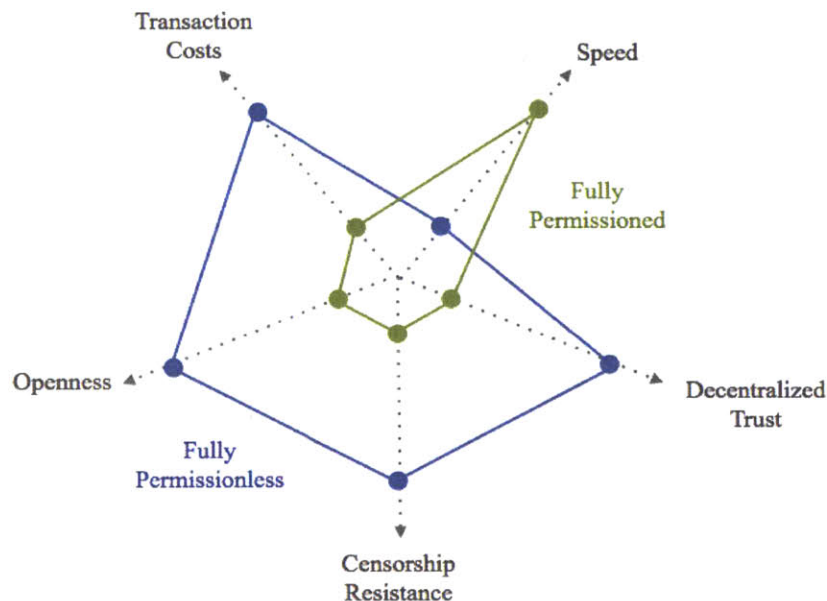 Transaction
Costs
Speed
Fully
Permissioned
Openness
Decentralized
Trust
Fully
Permissionless
Censorship
Resistance